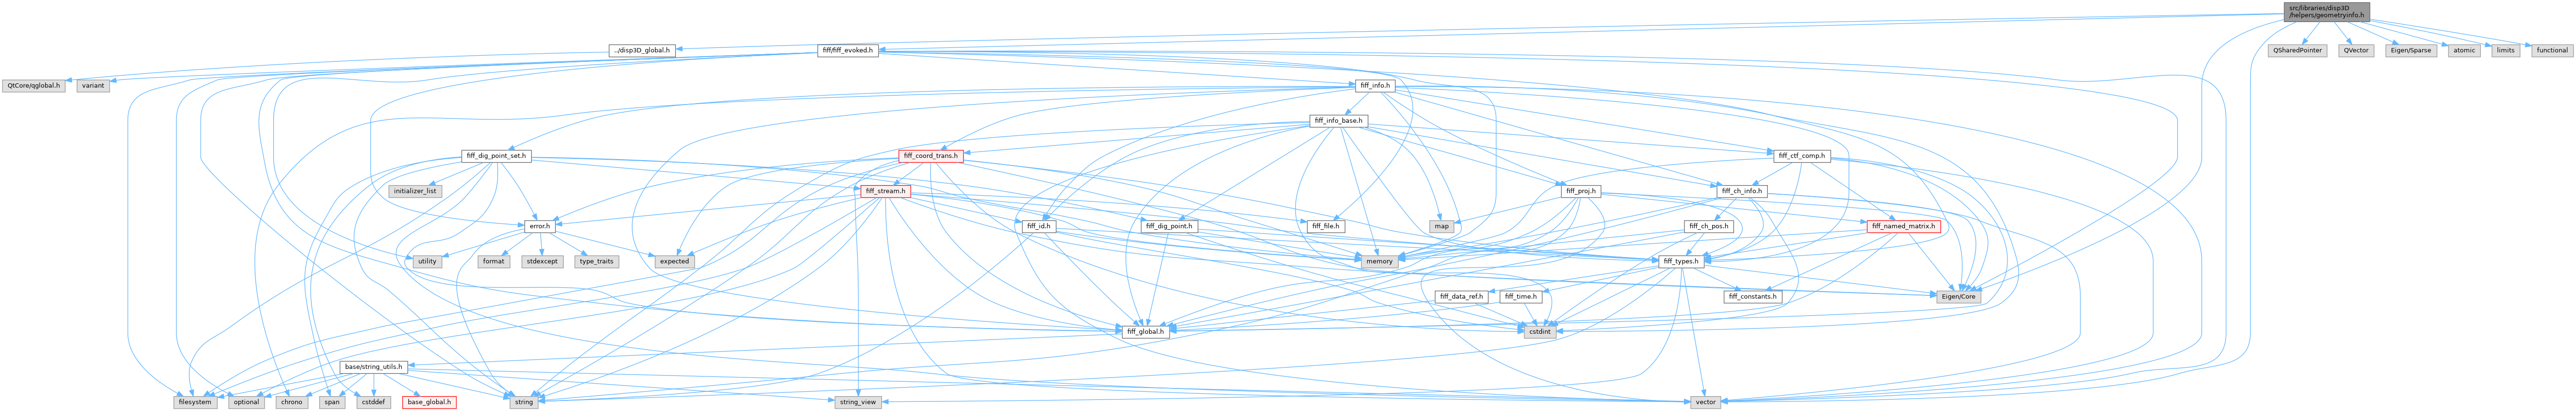 src/libraries/disp3D
/helpers/geometryinfo.h
../disp3D_global.h
fiff/fiff_evoked.h
QSharedPointer
QVector
Eigen/Sparse
atomic
limits
functional
QtCore/qglobal.h
variant
fiff_info.h
fiff_info_base.h
fiff_dig_point_set.h
fiff_coord_trans.h
fiff_ctf_comp.h
initializer_list
fiff_stream.h
fiff_proj.h
fiff_ch_info.h
error.h
fiff_id.h
fiff_dig_point.h
fiff_file.h
map
fiff_ch_pos.h
fiff_named_matrix.h
utility
format
stdexcept
type_traits
expected
memory
fiff_types.h
fiff_data_ref.h
fiff_time.h
fiff_constants.h
Eigen/Core
fiff_global.h
cstdint
base/string_utils.h
filesystem
optional
chrono
span
cstddef
base_global.h
string
string_view
vector